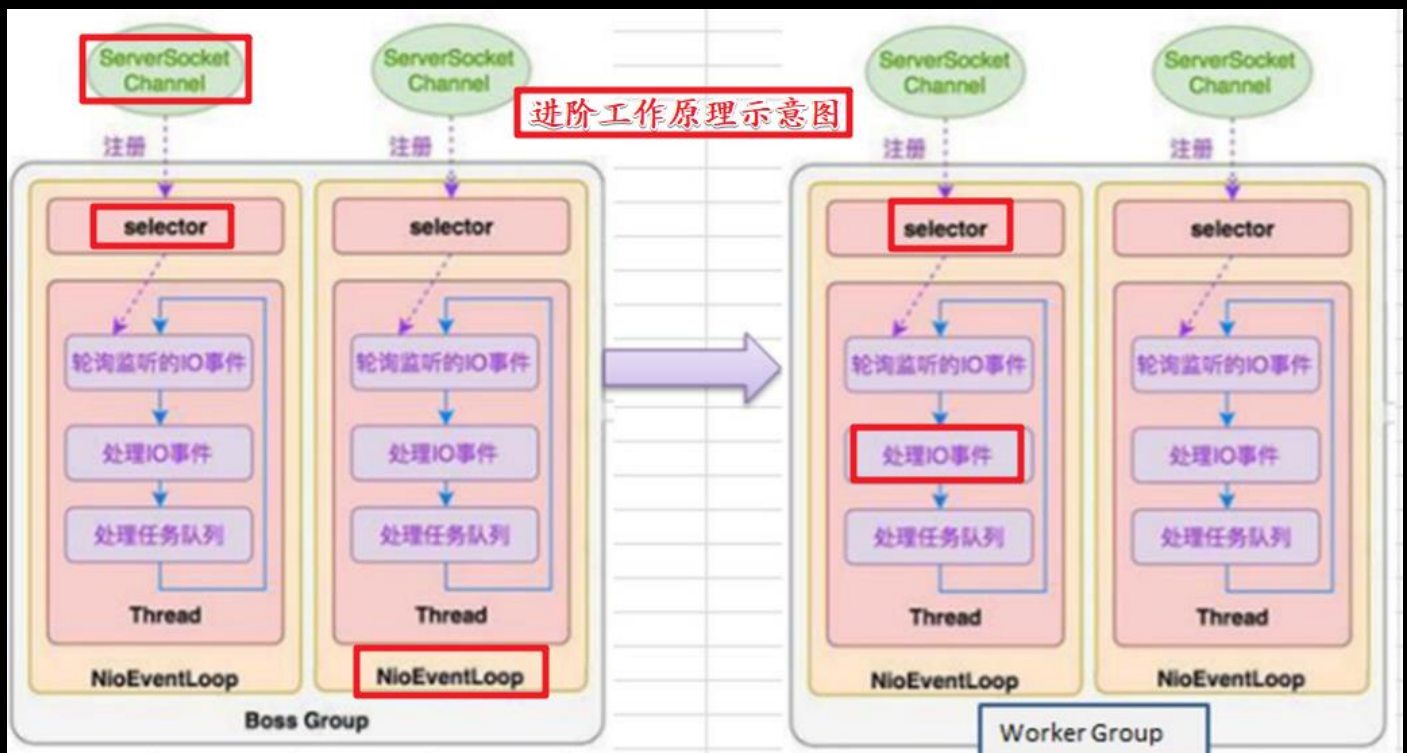 ServerSocket
Channel
ServerSocket
Channel
ServerSocket
Channel
ServerSocket
Channel
进阶工作原理示意图
注册
注册
注册
注册
selector
selector
selector
selector
轮询监听的IO事件
轮询监听的IO事件
轮询监听的IO事件
轮询监听的IO事件
处理IO事件
处理IO事件
处理IO事件
处理IO事件
处理任务队列
处理任务队列
处理任务队列
处理任务队列
Thread
Thread
Thread
Thread
NioEventLoop
NioEventLoop
NioEventLoop
NioEventLoop
Boss Group
Worker Group